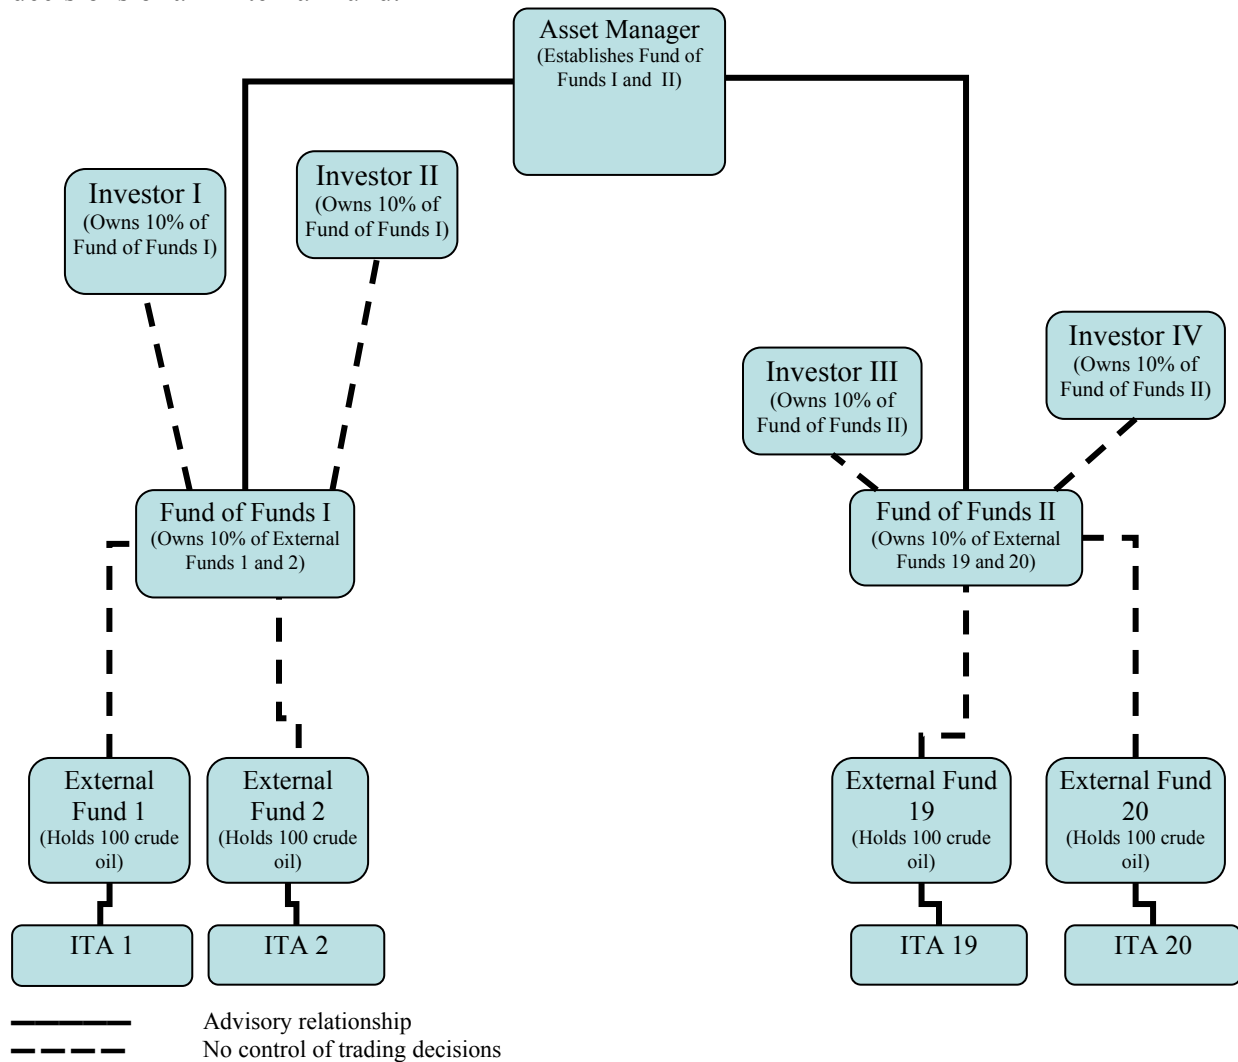 Asset Manager
(Establishes Fund of
Funds I and II)
Investor I
(Owns 10% of
Fund of Funds I)
Investor II
(Owns 10% of
Fund of Funds I)
Investor III
(Owns 10% of
Fund of Funds II)
Investor IV
(Owns 10% of
Fund of Funds II)
Fund of Funds I
(Owns 10% of External
Funds 1 and 2)
Fund of Funds II
(Owns 10% of External
Funds 19 and 20)
External
Fund 1
(Holds 100 crude
oil)
External
Fund 2
(Holds 100 crude
oil)
External Fund
19
(Holds 100 crude
oil)
External Fund
20
(Holds 100 crude
oil)
ITA 1
ITA 2
ITA 19
ITA 20
Advisory relationship
No control of trading decisions